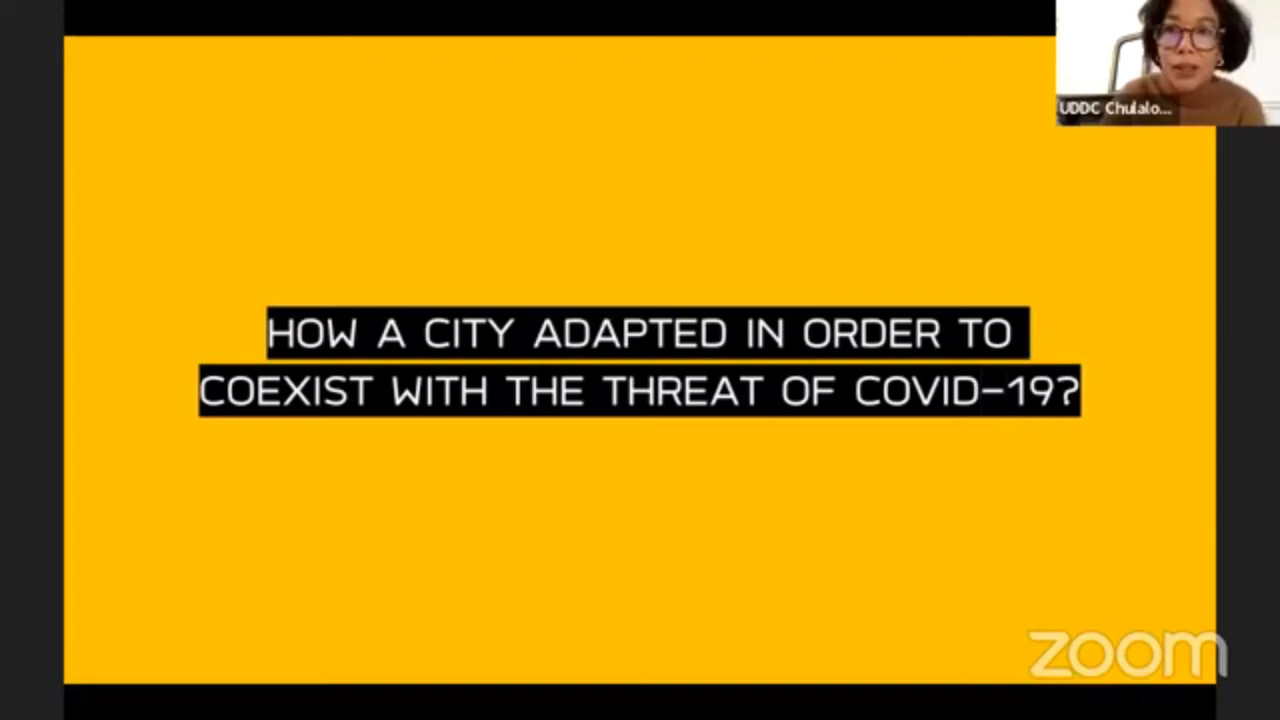 UDDC Chulalo...
HOW A CITY ADAPTED IN ORDER TO
COEXIST WITH THE THREAT OF COVID-19?
zoom